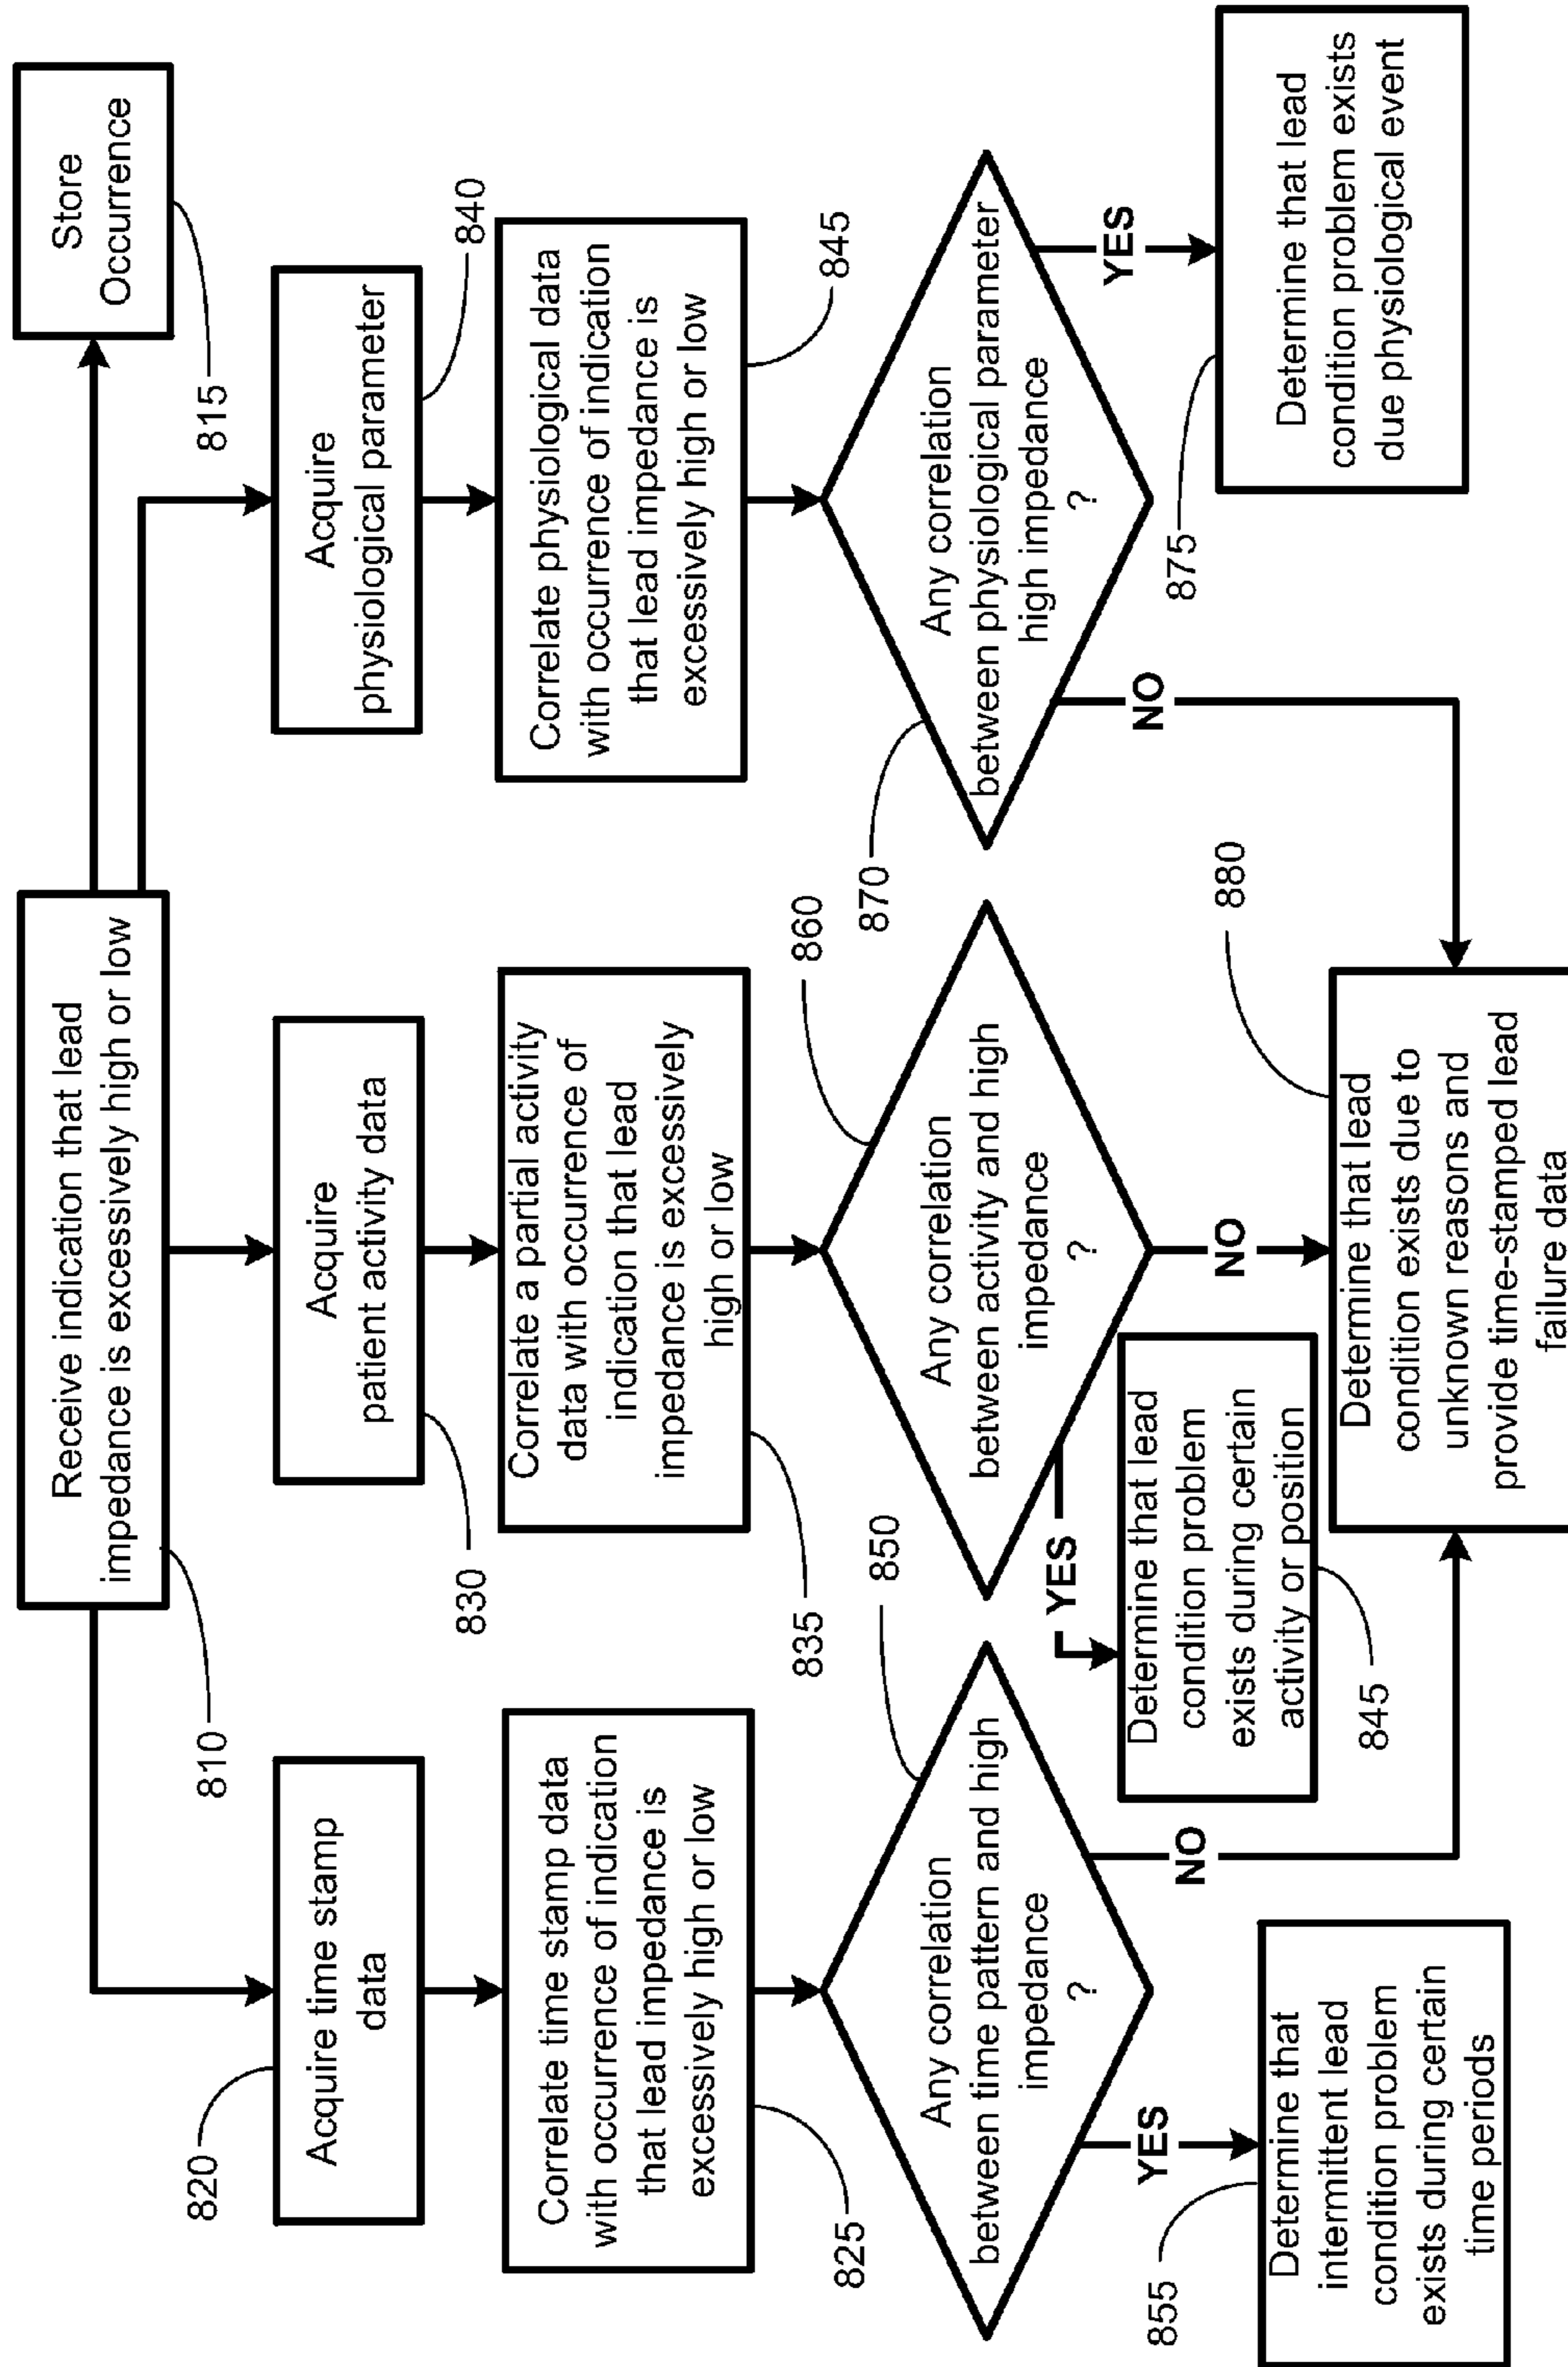 Receive indication that lead
impedance is excessively high or low
810
Store
Occurrence
815
Acquire time stamp
data
820
Correlate time stamp data
with occurrence of indication
that lead impedance is
excessively high or low
825
Any correlation
between time pattern and high
impedance
?
850
YES
NO
Determine that
intermittent lead
condition problem
exists during certain
time periods
855
Acquire
patient activity data
830
Correlate a partial activity
data with occurrence of
indication that lead
impedance is excessively
high or low
835
Any correlation
between activity and high
impedance
?
860
YES
NO
Determine that lead
condition problem
exists during certain
activity or position
845
Acquire
physiological parameter
840
Correlate physiological data
with occurrence of indication
that lead impedance is
excessively high or low
845
Any correlation
between physiological parameter
high impedance
?
870
YES
NO
Determine that lead
condition problem exists
due physiological event
875
Determine that lead
condition exists due to
unknown reasons and
provide time-stamped lead
failure data
880